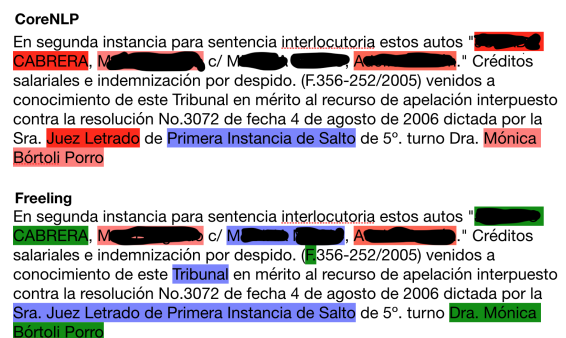 CoreNLP
En segunda instancia para sentencia interlocutoria estos autos "
CABRERA, M c/ M , A ." Créditos
salariales e indemnización por despido. (F.356-252/2005) venidos a
conocimiento de este Tribunal en mérito al recurso de apelación interpuesto
contra la resolución No.3072 de fecha 4 de agosto de 2006 dictada por la
Sra. Juez Letrado de Primera Instancia de Salto de 5º. turno Dra. Mónica
Bórtoli Porro
Freeling
En segunda instancia para sentencia interlocutoria estos autos "
CABRERA, M c/ M , A ." Créditos
salariales e indemnización por despido. (F.356-252/2005) venidos a
conocimiento de este Tribunal en mérito al recurso de apelación interpuesto
contra la resolución No.3072 de fecha 4 de agosto de 2006 dictada por la
Sra. Juez Letrado de Primera Instancia de Salto de 5º. turno Dra. Mónica
Bórtoli Porro